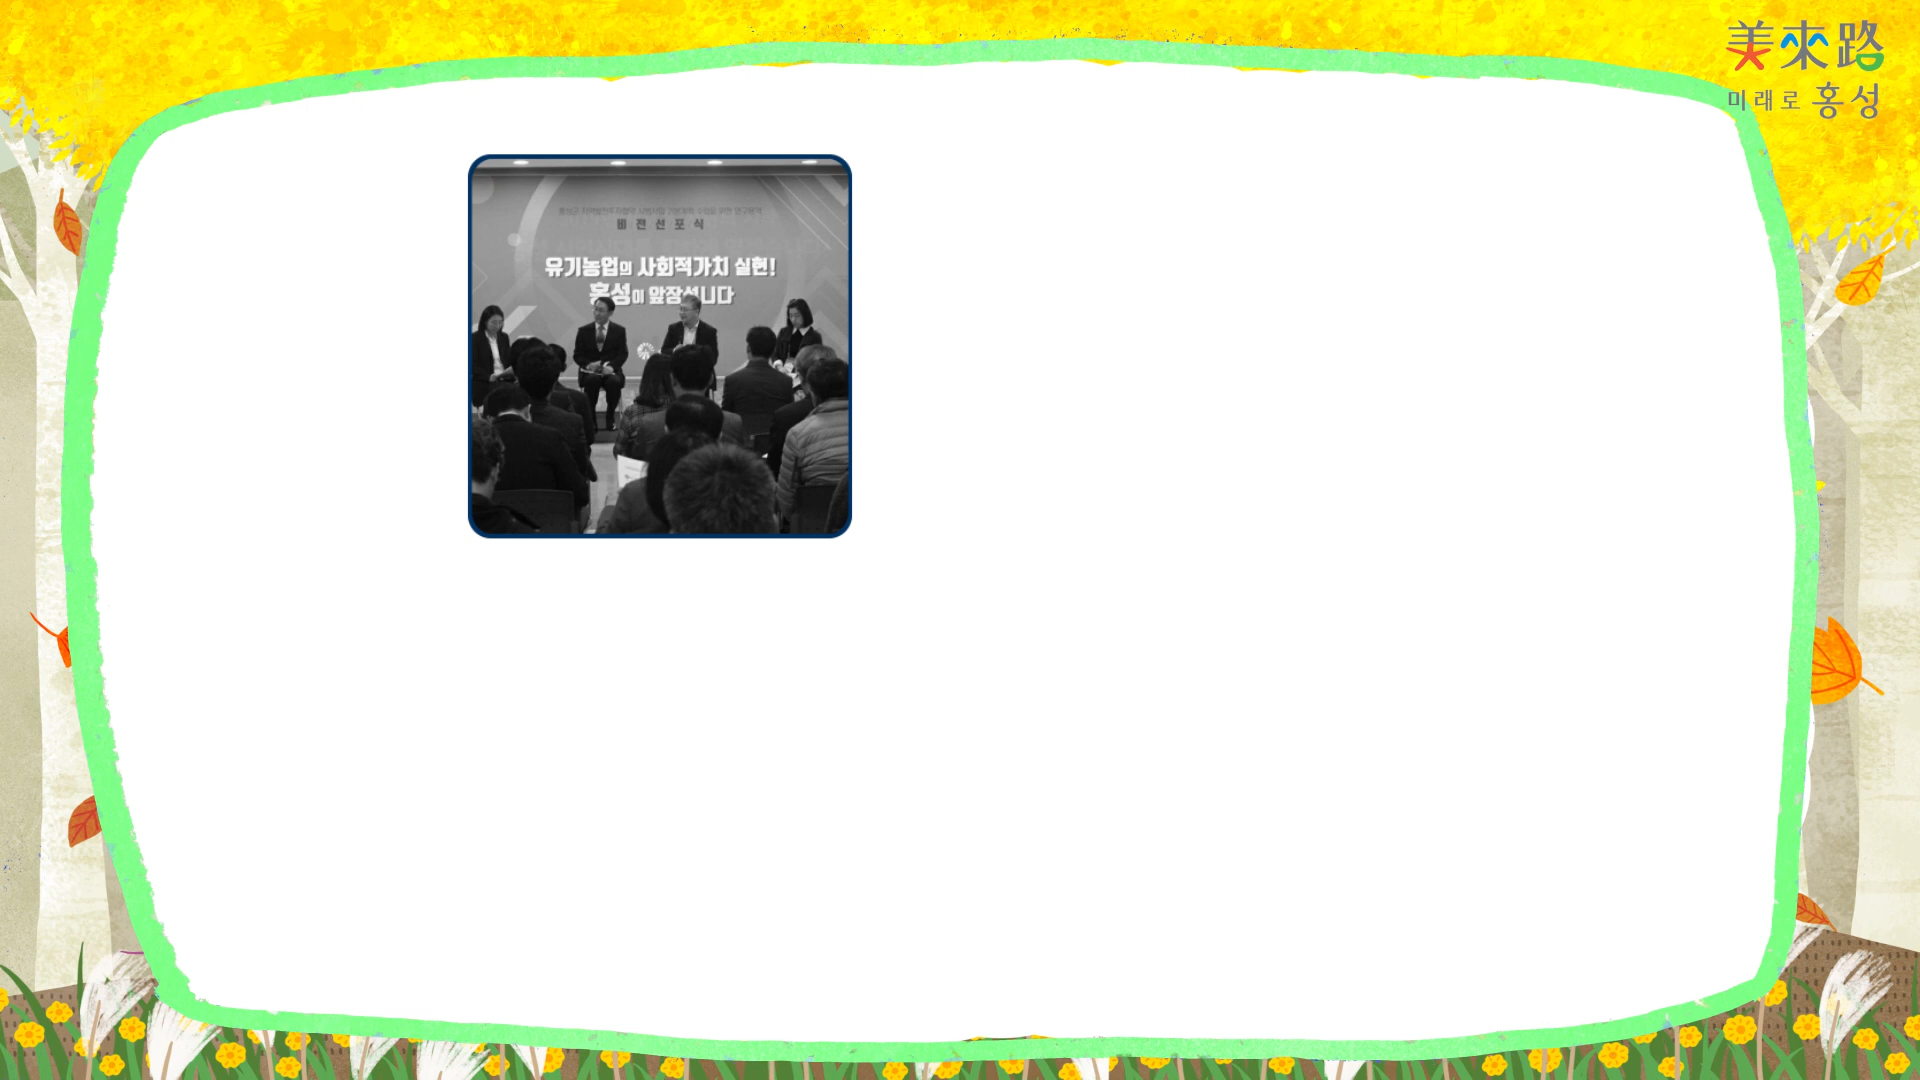 美來路
미래로 홍성
비전선포식
유기농업의 사회적가치 실현!
홍성이 앞장섭니다